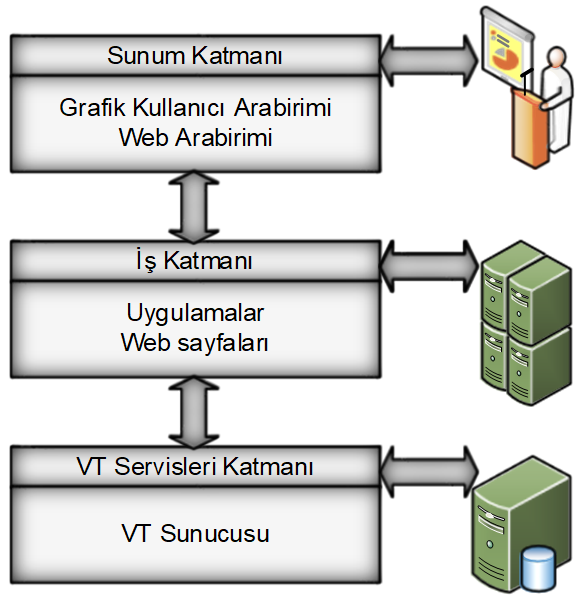 Sunum Katmanı
Grafik Kullanıcı Arabirimi
Web Arabirimi
İş Katmanı
Uygulamalar
Web sayfaları
VT Servisleri Katmanı
VT Sunucusu